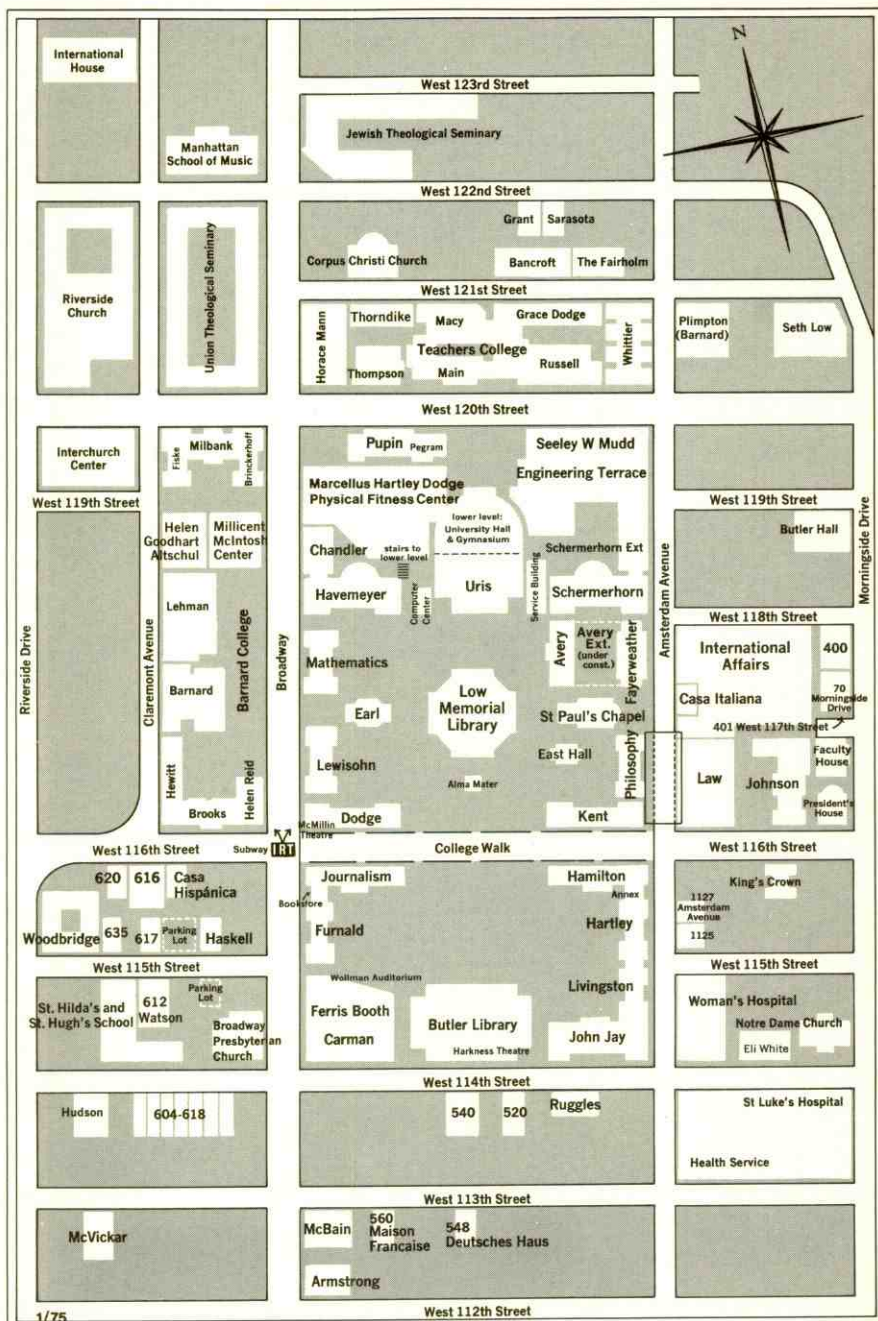 N
International
House
West 123rd Street
Manhattan
School of Music
Jewish Theological Seminary
West 122nd Street
Riverside
Church
Union Theological Seminary
Grant
Sarasota
Corpus Christi Church
Bancroft
The Fairholm
West 121st Street
Horace Mann
Thorndike
Macy
Grace Dodge
Teachers College
Thompson
Main
Russell
Whittier
Plimpton
(Barnard)
Seth Low
West 120th Street
Interchurch
Center
West 119th Street
Fiske
Milbank
Brinckerhoff
Helen
Goodhart
Altschul
Millicent
McIntosh
Center
Lehman
Barnard
Barnard College
Hewitt
Brooks
Helen Reid
Riverside Drive
Claremont Avenue
Broadway
Pupin
Pegram
Seeley W Mudd
Engineering Terrace
Marcellus Hartley Dodge
Physical Fitness Center
lower level:
University Hall
& Gymnasium
Chandler
stairs to
lower level
Schermerhorn Ext
Havemeyer
Computer
Center
Uris
Service Building
Schermerhorn
Mathematics
Avery
Avery
Ext.
(under
const.)
Fayerweather
Earl
Low
Memorial
Library
St Paul's Chapel
Lewisohn
East Hall
Philosophy
Alma Mater
Dodge
McMillin
Theatre
Kent
Amsterdam Avenue
West 119th Street
Butler Hall
Morningside Drive
West 118th Street
International
Affairs
400
Casa Italiana
70
Morningside
Drive
401 West 117th Street
Law
Johnson
Faculty
House
President's
House
West 116th Street
Subway IRT
College Walk
West 116th Street
620
616
Casa
Hispánica
Woodbridge
635
617
Parking
Lot
Haskell
West 115th Street
Journalism
Bookstore
Furnald
Hamilton
Annex
Hartley
Wollman Auditorium
Livingston
Ferris Booth
Carman
Butler Library
Harkness Theatre
John Jay
King's Crown
1127
Amsterdam
Avenue
1125
West 115th Street
St. Hilda's and
St. Hugh's School
612
Watson
Parking
Lot
Broadway
Presbyterian
Church
Woman's Hospital
Notre Dame Church
Eli White
West 114th Street
Hudson
604-618
540
520
Ruggles
St Luke's Hospital
Health Service
West 113th Street
McVickar
McBain
560
Maison
Francaise
548
Deutsches Haus
Armstrong
West 112th Street
1/75